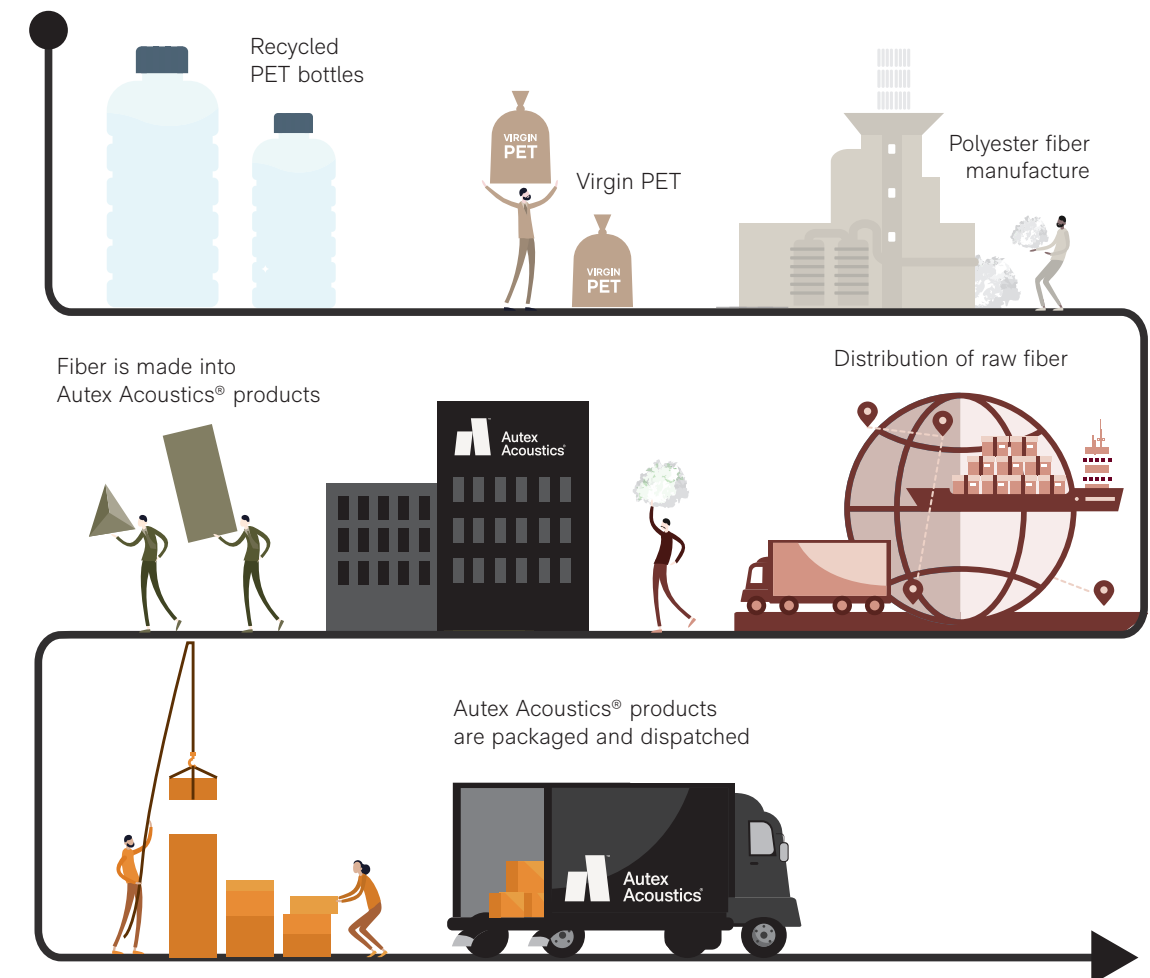 Recycled
PET bottles
VIRGIN
PET
Virgin PET
VIRGIN
PET
Polyester fiber
manufacture
Distribution of raw fiber
Fiber is made into
Autex Acoustics® products
Autex
Acoustics®
Autex Acoustics® products
are packaged and dispatched
Autex
Acoustics®